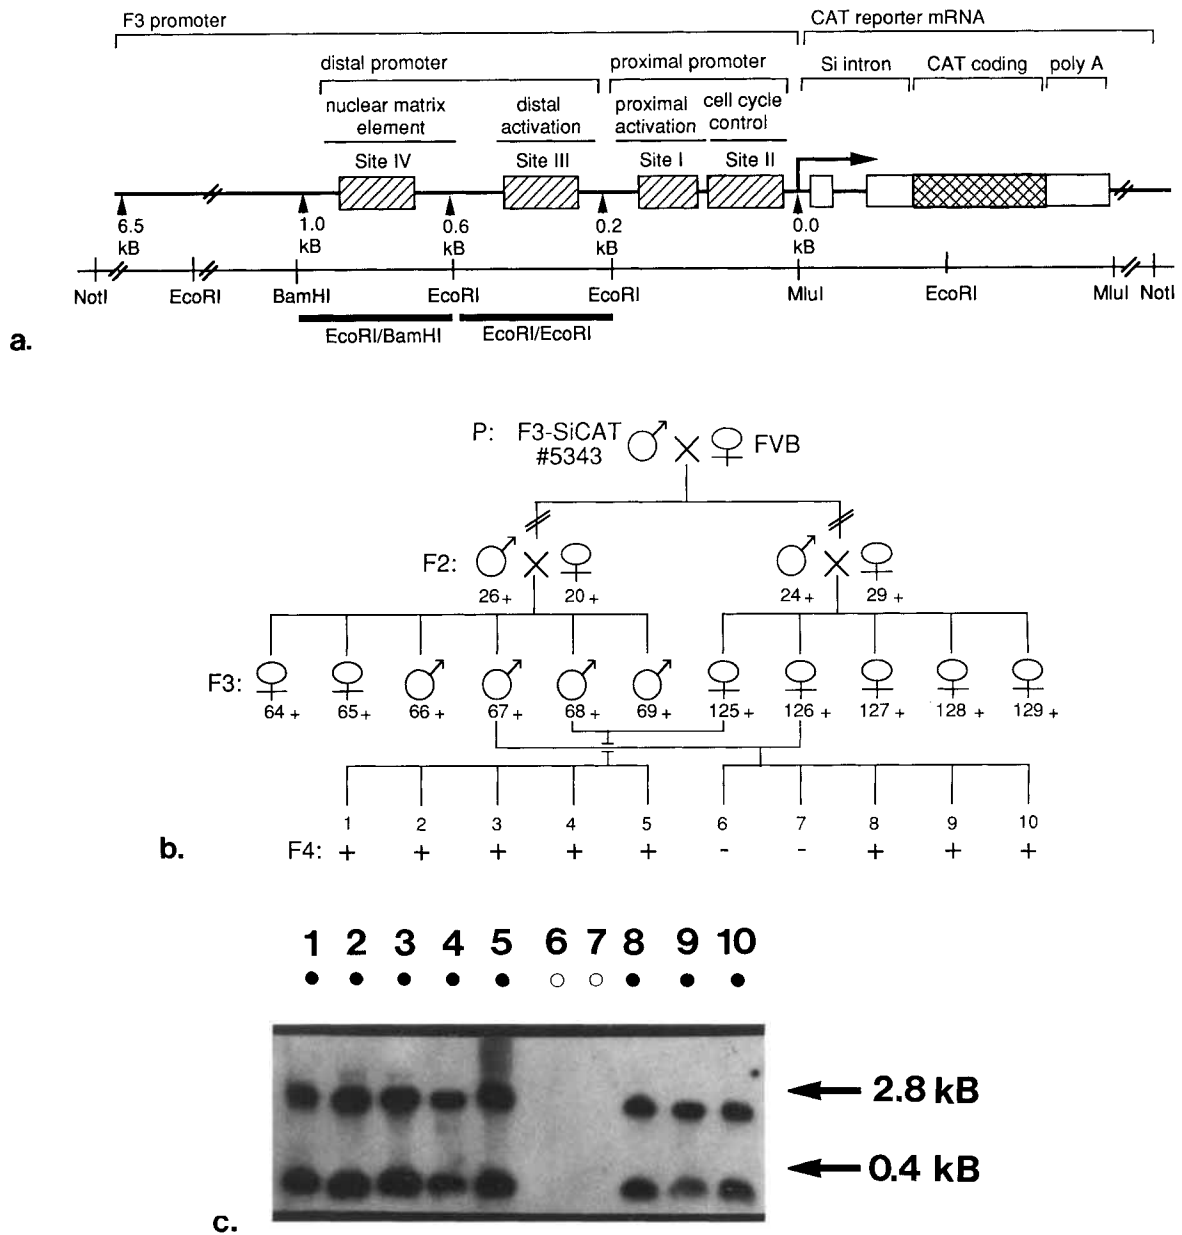 F3 promoter
CAT reporter mRNA
distal promoter
proximal promoter
Si intron
CAT coding
poly A
nuclear matrix
element
distal
activation
proximal
activation
cell cycle
control
Site IV
Site III
Site I
Site II
6.5
kB
1.0
kB
0.6
kB
0.2
kB
0.0
kB
NotI
EcoRI
BamHI
EcoRI
EcoRI
MluI
EcoRI
MluI
NotI
EcoRI/BamHI
EcoRI/EcoRI
a.
P: F3-SiCAT
#5343
FVB
F2:
26 +
20 +
24 +
29 +
F3:
64 +
65 +
66 +
67 +
68 +
69 +
125 +
126 +
127 +
128 +
129 +
1 2 3 4 5 6 7 8 9 10
F4: + + + + + - - + + +
b.
1 2 3 4 5 6 7 8 9 10
2.8 kB
0.4 kB
c.